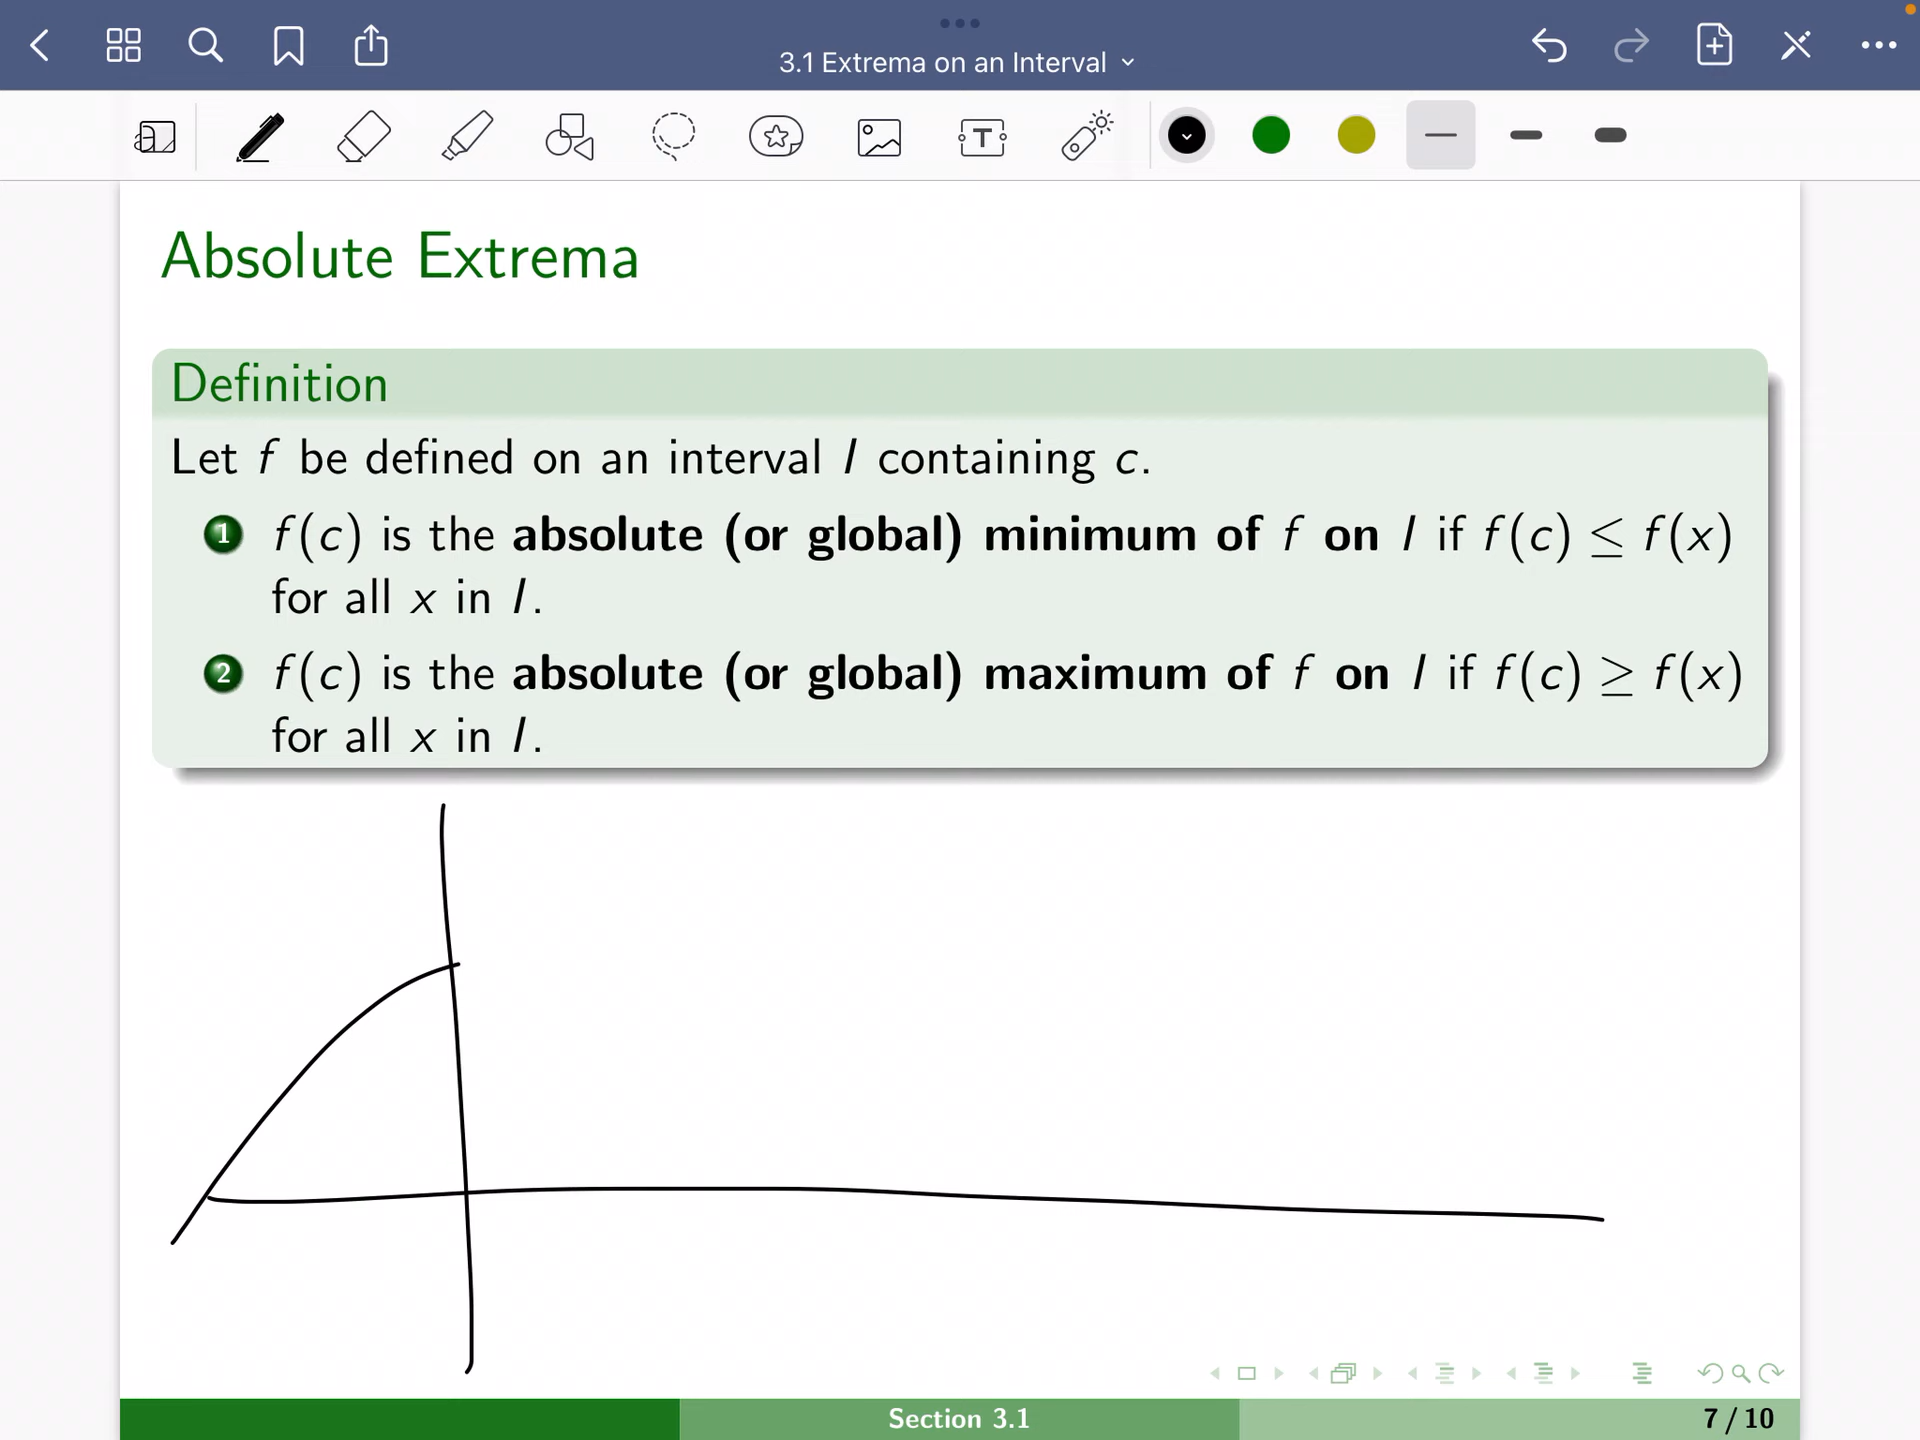 3.1 Extrema on an Interval
a
T
Absolute Extrema
Definition
Let f be defined on an interval I containing c.
1 f(c) is the absolute (or global) minimum of f on I if f(c) ≤ f(x)
for all x in I.
2 f(c) is the absolute (or global) maximum of f on I if f(c) ≥ f(x)
for all x in I.
Section 3.1
7 / 10